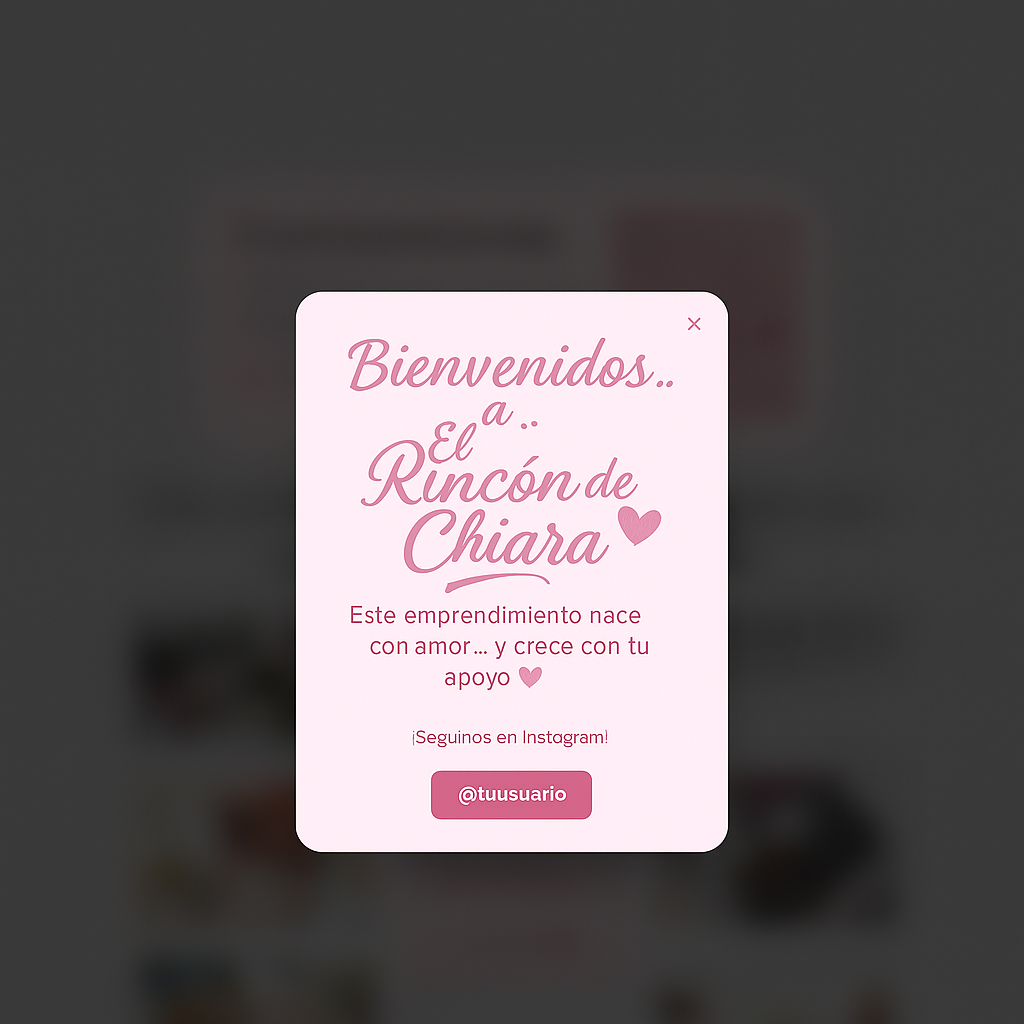 Bienvenidos..
a ..
El
Rincón de
Chiara
Este emprendimiento nace
con amor... y crece con tu
apoyo
¡Seguinos en Instagram!
@tuusuario